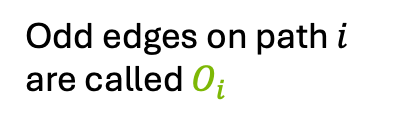 Odd edges on path i
are called Oᵢ